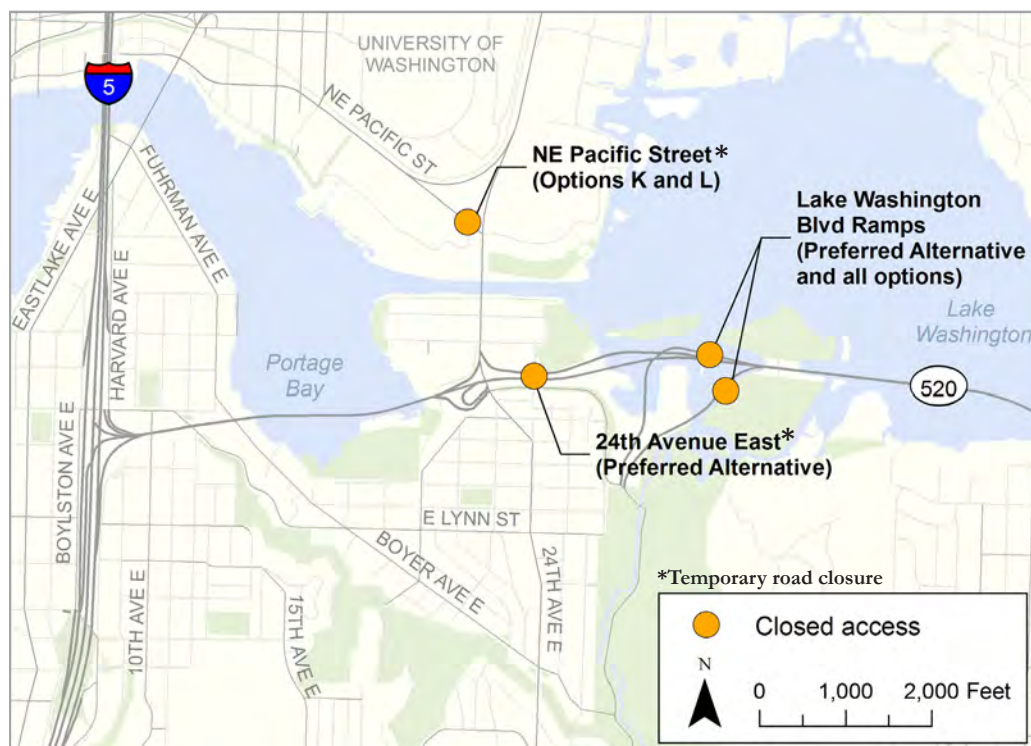 UNIVERSITY OF
WASHINGTON
5
NE PACIFIC ST
NE Pacific Street*
(Options K and L)
FUHRMAN AVE E
EASTLAKE AVE E
HARVARD AVE E
Lake Washington
Blvd Ramps
(Preferred Alternative
and all options)
Lake
Washington
Portage
Bay
520
24th Avenue East*
(Preferred Alternative)
BOYLSTON AVE E
E LYNN ST
BOYER AVE E
24TH AVE E
10TH AVE E
15TH AVE E
*Temporary road closure
Closed access
N
0 1,000 2,000 Feet